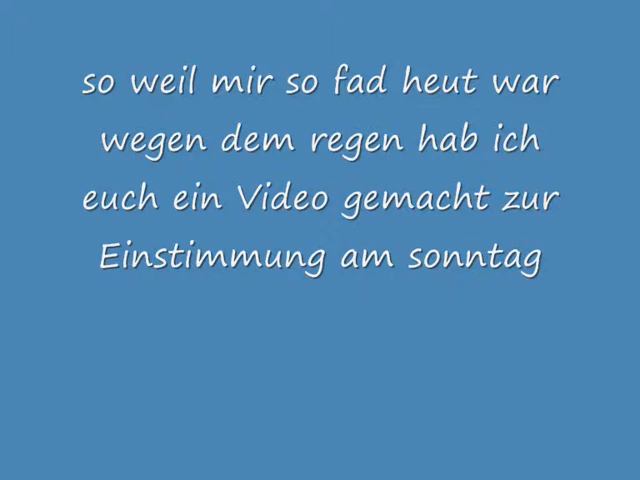 so weil mir so fad heut war
wegen dem regen hab ich
euch ein Video gemacht zur
Einstimmung am sonntag